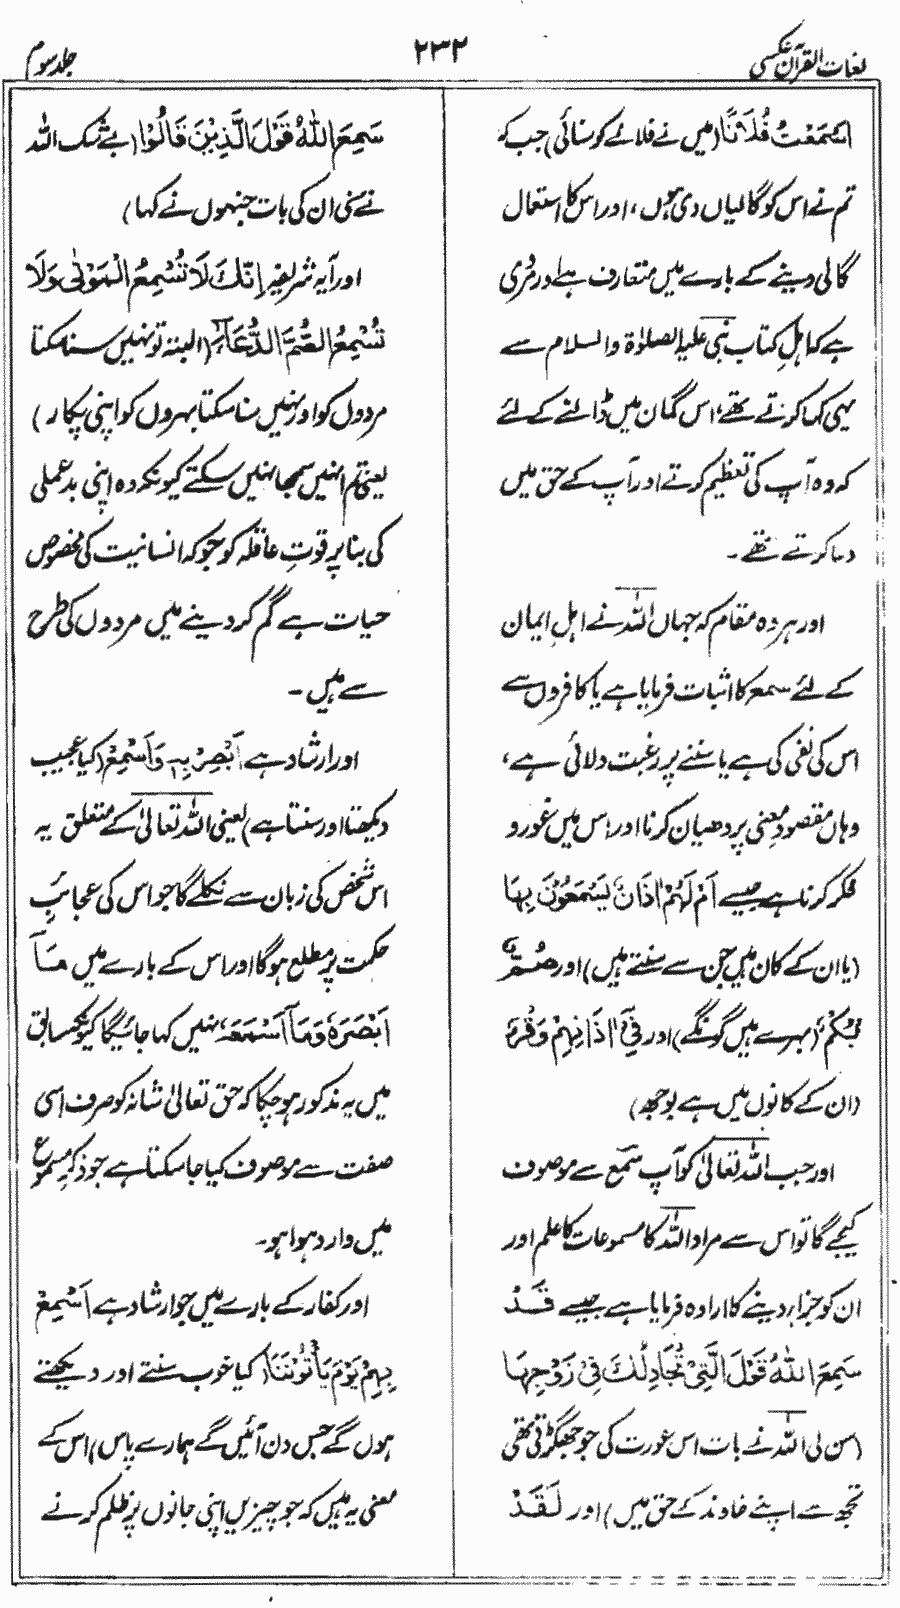 لغات القرآن عکسی
۲۳۲
جلد سوم
اَسْمَعْتُ فُلَانًا (میں نے فلانے کو سنائی) جب کہ
تم نے اس کو گالیاں دی ہوں، اور اس کا استعمال
گالی دینے کے بارے میں متعارف ہے اور مروی
ہے کہ اہلِ کتاب نبی علیہ الصلوٰۃ والسلام سے
یہی کہا کرتے تھے، اس گمان میں ڈالنے کے لئے
کہ وہ آپ کی تعظیم کرتے اور آپ کے حق میں
دعا کرتے تھے۔
اور ہر وہ مقام کہ جہاں اللہ نے اہلِ ایمان
کے لئے سمع کا اثبات فرمایا ہے یا کافروں سے
اس کی نفی کی ہے یا سننے پر رغبت دلائی ہے،
وہاں مقصود معنی پر دھیان کرنا اور اس میں غور و
فکر کرنا ہے جیسے اَمْ لَهُمْ اٰذَانٌ يَّسْمَعُوْنَ بِهَا
(یا ان کے کان ہیں جن سے سنتے ہیں) اور صُمٌّ
بُكْمٌ (بہرے ہیں گونگے) اور فِيْٓ اٰذَانِهِمْ وَقْرٌ
(ان کے کانوں میں ہے بوجھ)
اور جب اللہ تعالیٰ کو آپ سمع سے موصوف
کیجے گا تو اس سے مراد اللہ کا مسموعات کا علم اور
ان کو جزاء دینے کا ارادہ فرمایا ہے جیسے قَدْ
سَمِعَ اللّٰهُ قَوْلَ الَّتِيْ تُجَادِلُكَ فِيْ زَوْجِهَا
(سن لی اللہ نے بات اس عورت کی جو جھگڑتی تھی
تجھ سے اپنے خاوند کے حق میں) اور لَقَدْ
سَمِعَ اللّٰهُ قَوْلَ الَّذِيْنَ قَالُوْا (بے شک اللہ
نے سنی ان کی بات جنہوں نے کہا)
اور آیہ شریفہ اِنَّكَ لَا تُسْمِعُ الْمَوْتٰى وَلَا
تُسْمِعُ الصُّمَّ الدُّعَآءَ (البتہ تو نہیں سنا سکتا
مردوں کو اور نہیں سنا سکتا بہروں کو اپنی پکار)
یعنی تم انہیں سمجھا نہیں سکتے کیونکہ وہ اپنی بد عملی
کی بنا پر قوتِ عاقلہ کو جو کہ انسانیت کی مخصوص
حیات ہے گم کر دینے میں مردوں کی طرح
سے ہیں۔
اور ارشاد ہے اَبْصِرْ بِهٖ وَاَسْمِعْ (کیا عجیب
دیکھتا اور سنتا ہے) یعنی اللہ تعالیٰ کے متعلق یہ
اس شخص کی زبان سے نکلے گا جو اس کی عجائبِ
حکمت پر مطلع ہوگا اور اس کے بارے میں مَآ
اَبْصَرَهٗ وَمَآ اَسْمَعَهٗ نہیں کہا جائیگا کیونکہ سابق
میں یہ مذکور ہو چکا کہ حق تعالیٰ شانہ کو صرف اسی
صفت سے موصوف کیا جا سکتا ہے جو ذکرِ مسموع
میں وارد ہوا ہو۔
اور کفار کے بارے میں جو ارشاد ہے اَسْمِعْ
بِهِمْ يَوْمَ يَأْتُوْنَنَا (کیا خوب سنتے اور دیکھتے
ہوں گے جس دن آئیں گے ہمارے پاس) اس کے
معنی یہ ہیں کہ جو چیزیں اپنی جانوں پر ظلم کرنے